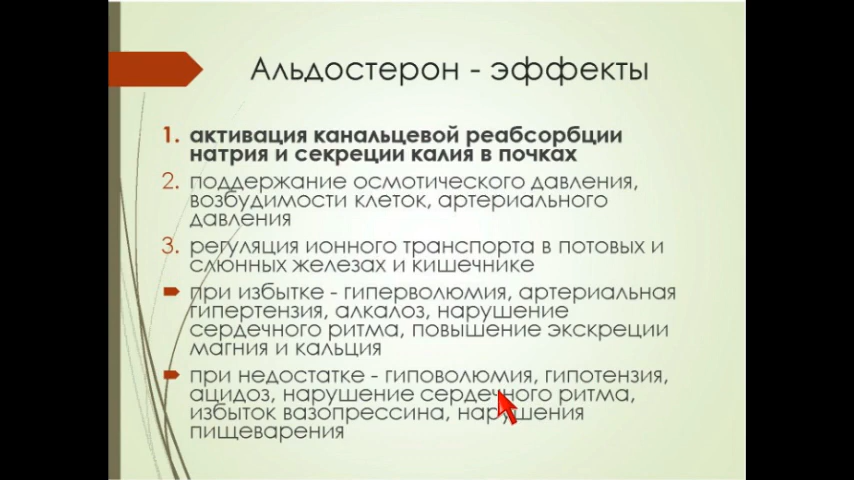 Альдостерон - эффекты
1. активация канальцевой реабсорбции
натрия и секреции калия в почках
2. поддержание осмотического давления,
возбудимости клеток, артериального
давления
3. регуляция ионного транспорта в потовых и
слюнных железах и кишечнике
при избытке - гиперволюмия, артериальная
гипертензия, алкалоз, нарушение
сердечного ритма, повышение экскреции
магния и кальция
при недостатке - гиповолюмия, гипотензия,
ацидоз, нарушение сердечного ритма,
избыток вазопрессина, нарушения
пищеварения